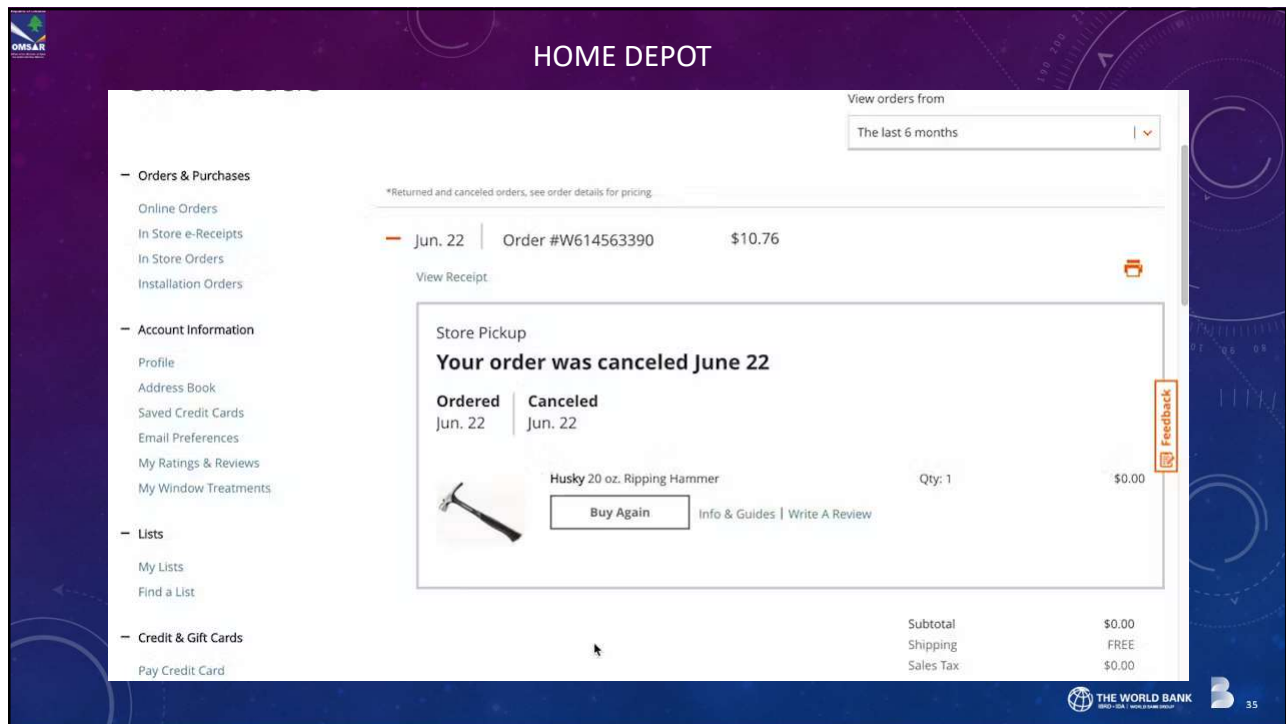 OMSAR
HOME DEPOT
View orders from
The last 6 months
Orders & Purchases
Online Orders
In Store e-Receipts
In Store Orders
Installation Orders
Account Information
Profile
Address Book
Saved Credit Cards
Email Preferences
My Ratings & Reviews
My Window Treatments
Lists
My Lists
Find a List
Credit & Gift Cards
Pay Credit Card
*Returned and canceled orders, see order details for pricing.
Jun. 22 Order #W614563390 $10.76
View Receipt
Store Pickup
Your order was canceled June 22
Ordered Canceled
Jun. 22 Jun. 22
Husky 20 oz. Ripping Hammer Qty: 1 $0.00
Buy Again Info & Guides | Write A Review
Feedback
Subtotal $0.00
Shipping FREE
Sales Tax $0.00
THE WORLD BANK
IBRD • IDA | WORLD BANK GROUP
35